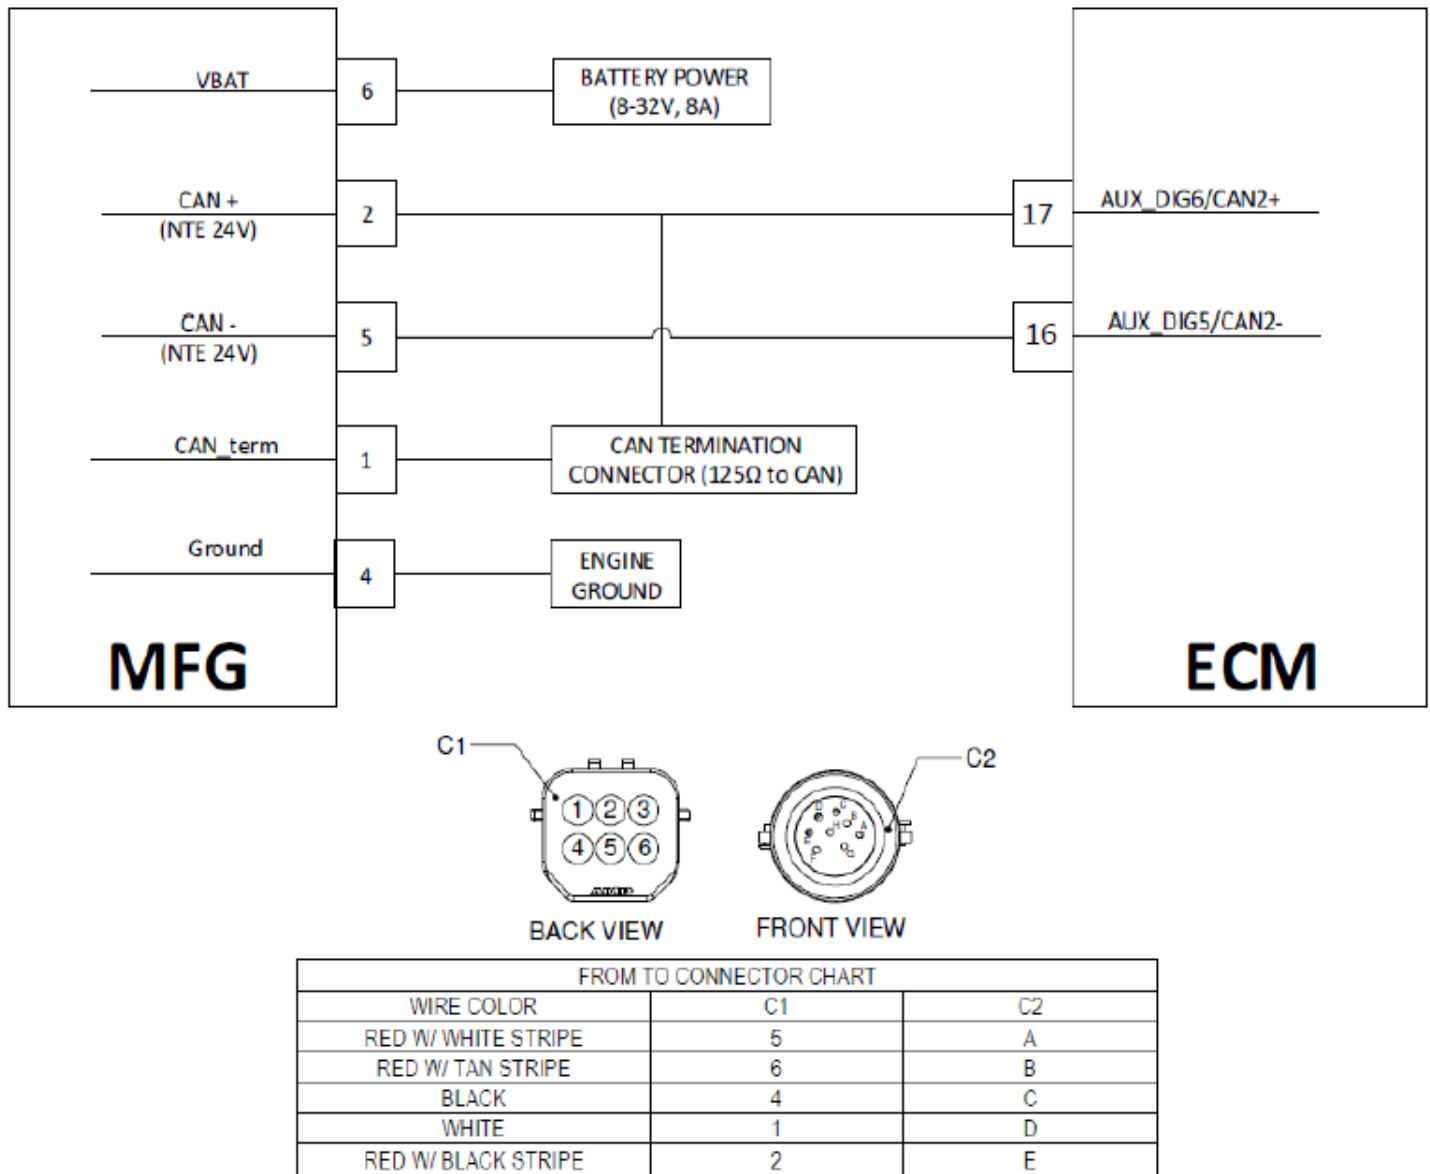 VBAT
6
BATTERY POWER
(8-32V, 8A)
CAN +
(NTE 24V)
2
17
AUX_DIG6/CAN2+
CAN -
(NTE 24V)
5
16
AUX_DIG5/CAN2-
CAN_term
1
CAN TERMINATION
CONNECTOR (125Ω to CAN)
Ground
4
ENGINE
GROUND
MFG
ECM
C1
1 2 3
4 5 6
AMP
BACK VIEW
C2
D C
B
H A
E
F G
FRONT VIEW
FROM TO CONNECTOR CHART
WIRE COLOR C1 C2
RED W/ WHITE STRIPE 5 A
RED W/ TAN STRIPE 6 B
BLACK 4 C
WHITE 1 D
RED W/ BLACK STRIPE 2 E